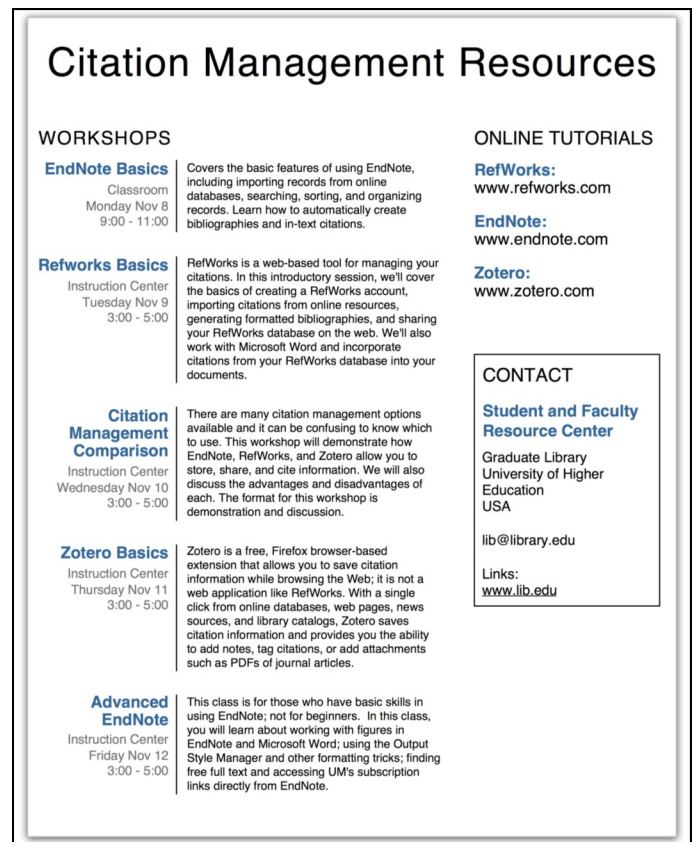 Citation Management Resources
WORKSHOPS
EndNote Basics
Classroom
Monday Nov 8
9:00 - 11:00
Covers the basic features of using EndNote,
including importing records from online
databases, searching, sorting, and organizing
records. Learn how to automatically create
bibliographies and in-text citations.
Refworks Basics
Instruction Center
Tuesday Nov 9
3:00 - 5:00
RefWorks is a web-based tool for managing your
citations. In this introductory session, we'll cover
the basics of creating a RefWorks account,
importing citations from online resources,
generating formatted bibliographies, and sharing
your RefWorks database on the web. We'll also
work with Microsoft Word and incorporate
citations from your RefWorks database into your
documents.
Citation
Management
Comparison
Instruction Center
Wednesday Nov 10
3:00 - 5:00
There are many citation management options
available and it can be confusing to know which
to use. This workshop will demonstrate how
EndNote, RefWorks, and Zotero allow you to
store, share, and cite information. We will also
discuss the advantages and disadvantages of
each. The format for this workshop is
demonstration and discussion.
Zotero Basics
Instruction Center
Thursday Nov 11
3:00 - 5:00
Zotero is a free, Firefox browser-based
extension that allows you to save citation
information while browsing the Web; it is not a
web application like RefWorks. With a single
click from online databases, web pages, news
sources, and library catalogs, Zotero saves
citation information and provides you the ability
to add notes, tag citations, or add attachments
such as PDFs of journal articles.
Advanced
EndNote
Instruction Center
Friday Nov 12
3:00 - 5:00
This class is for those who have basic skills in
using EndNote; not for beginners. In this class,
you will learn about working with figures in
EndNote and Microsoft Word; using the Output
Style Manager and other formatting tricks; finding
free full text and accessing UM's subscription
links directly from EndNote.
ONLINE TUTORIALS
RefWorks:
www.refworks.com
EndNote:
www.endnote.com
Zotero:
www.zotero.com
CONTACT
Student and Faculty
Resource Center
Graduate Library
University of Higher
Education
USA
lib@library.edu
Links:
www.lib.edu